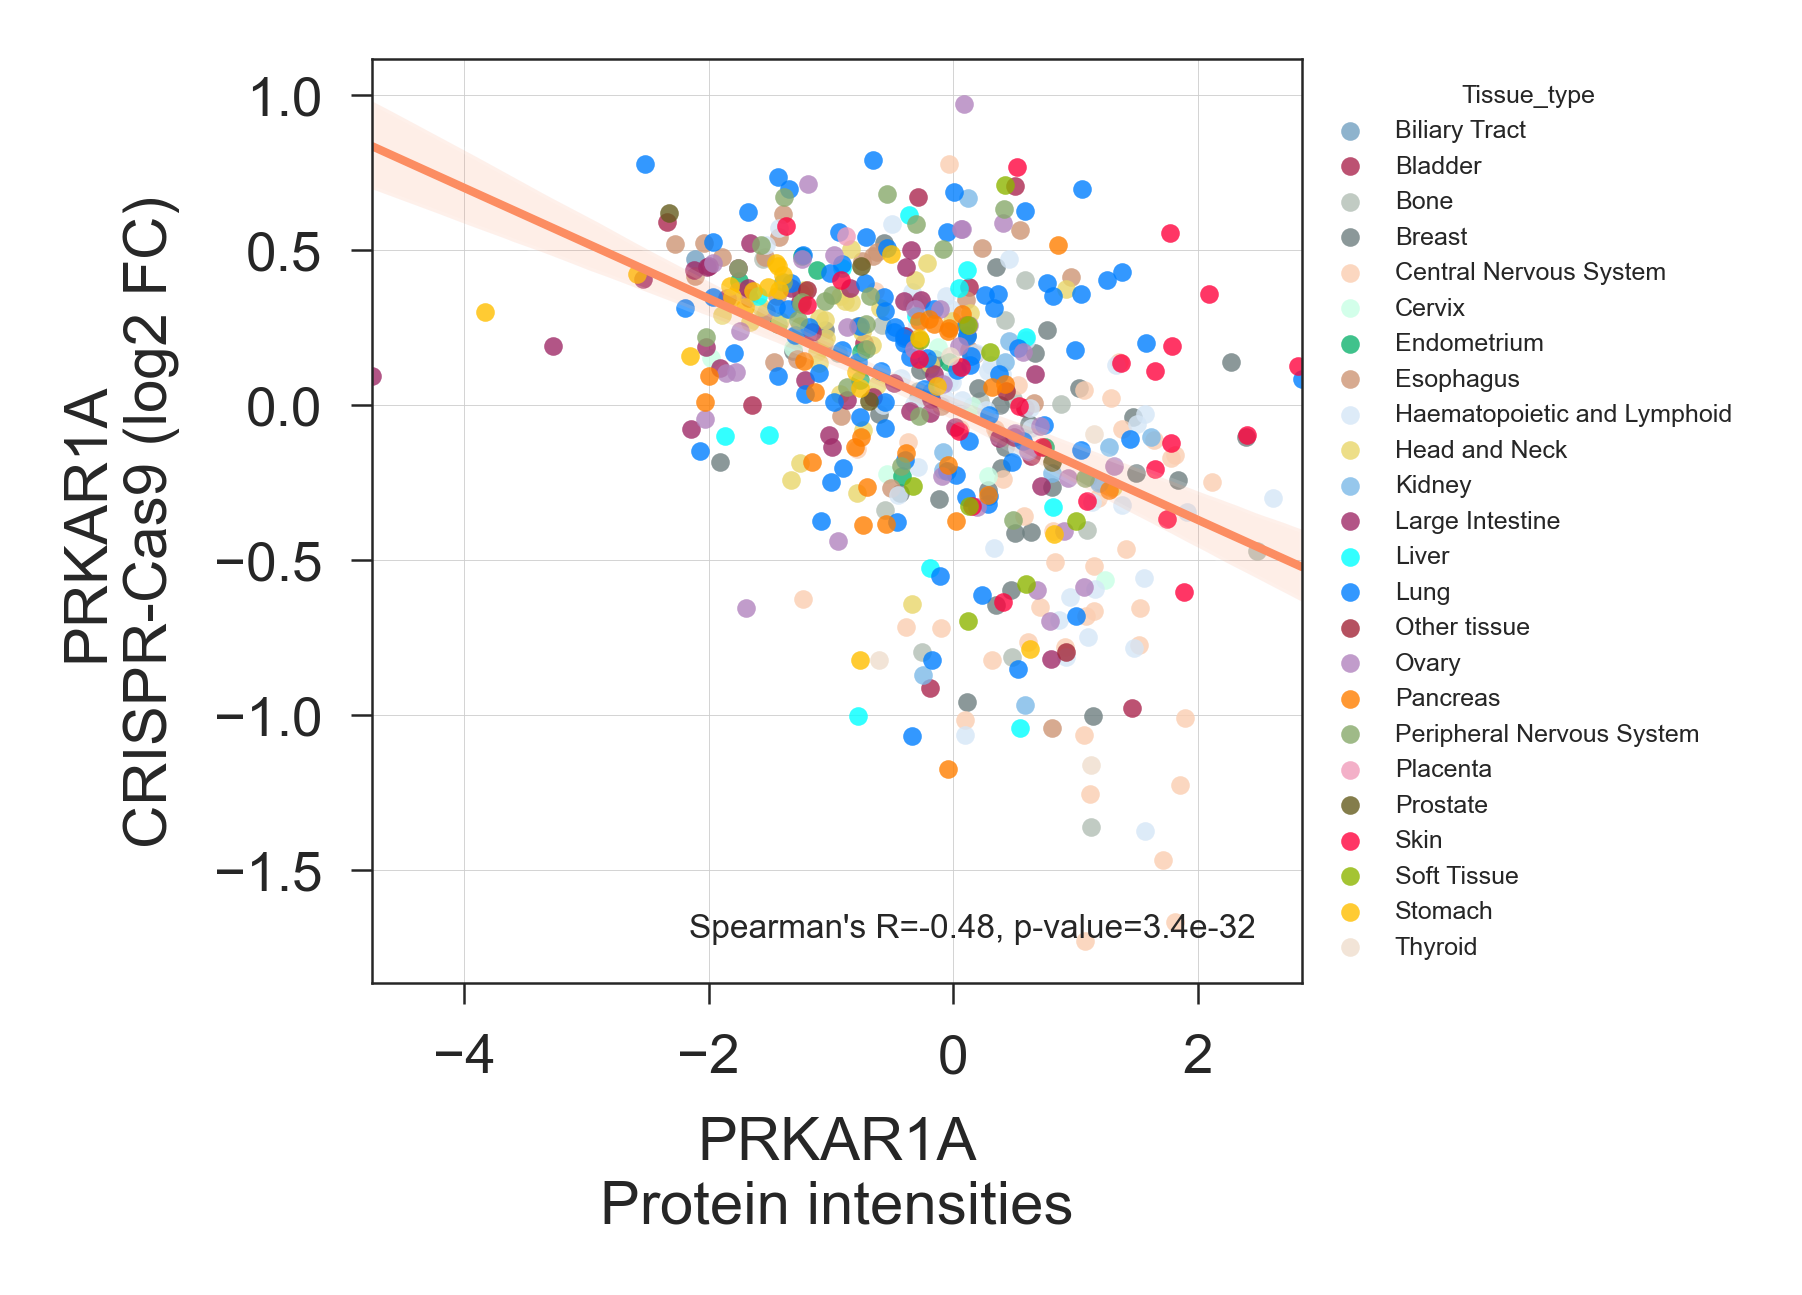 PRKAR1A
CRISPR-Cas9 (log2 FC)
1.0
0.5
0.0
−0.5
−1.0
−1.5
−4
−2
0
2
PRKAR1A
Protein intensities
Spearman's R=-0.48, p-value=3.4e-32
Tissue_type
Biliary Tract
Bladder
Bone
Breast
Central Nervous System
Cervix
Endometrium
Esophagus
Haematopoietic and Lymphoid
Head and Neck
Kidney
Large Intestine
Liver
Lung
Other tissue
Ovary
Pancreas
Peripheral Nervous System
Placenta
Prostate
Skin
Soft Tissue
Stomach
Thyroid